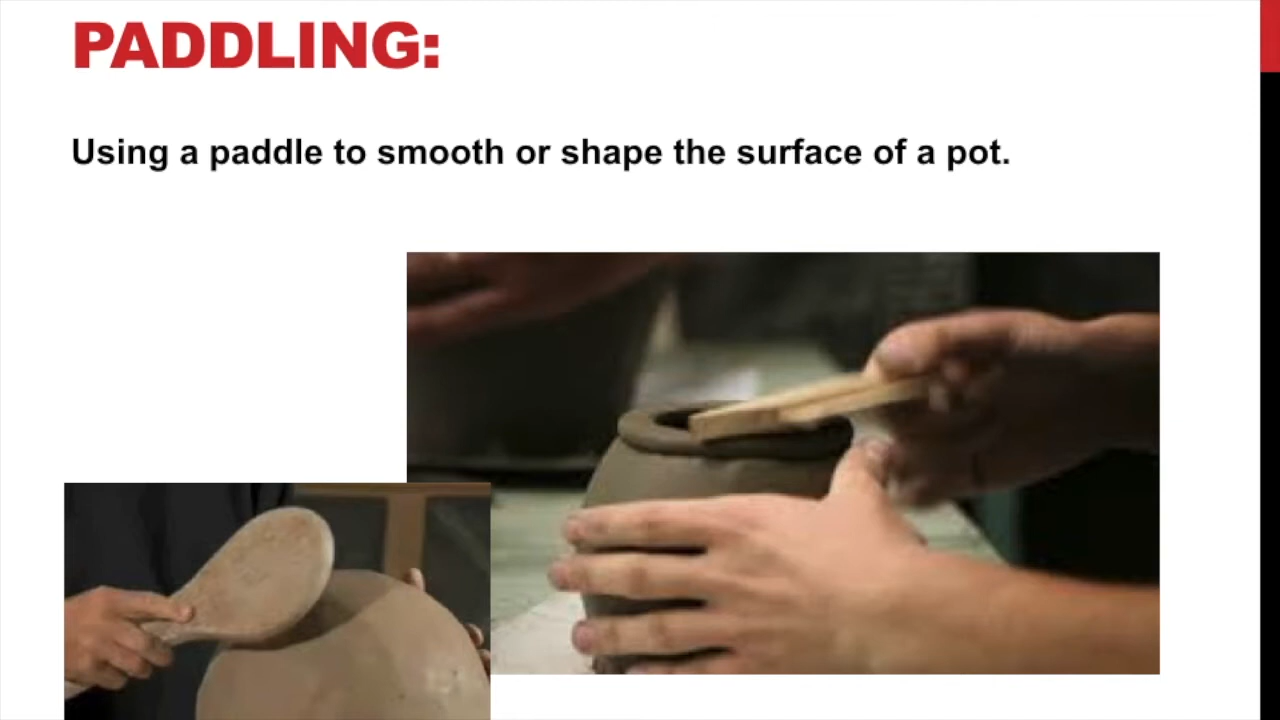 PADDLING:
Using a paddle to smooth or shape the surface of a pot.